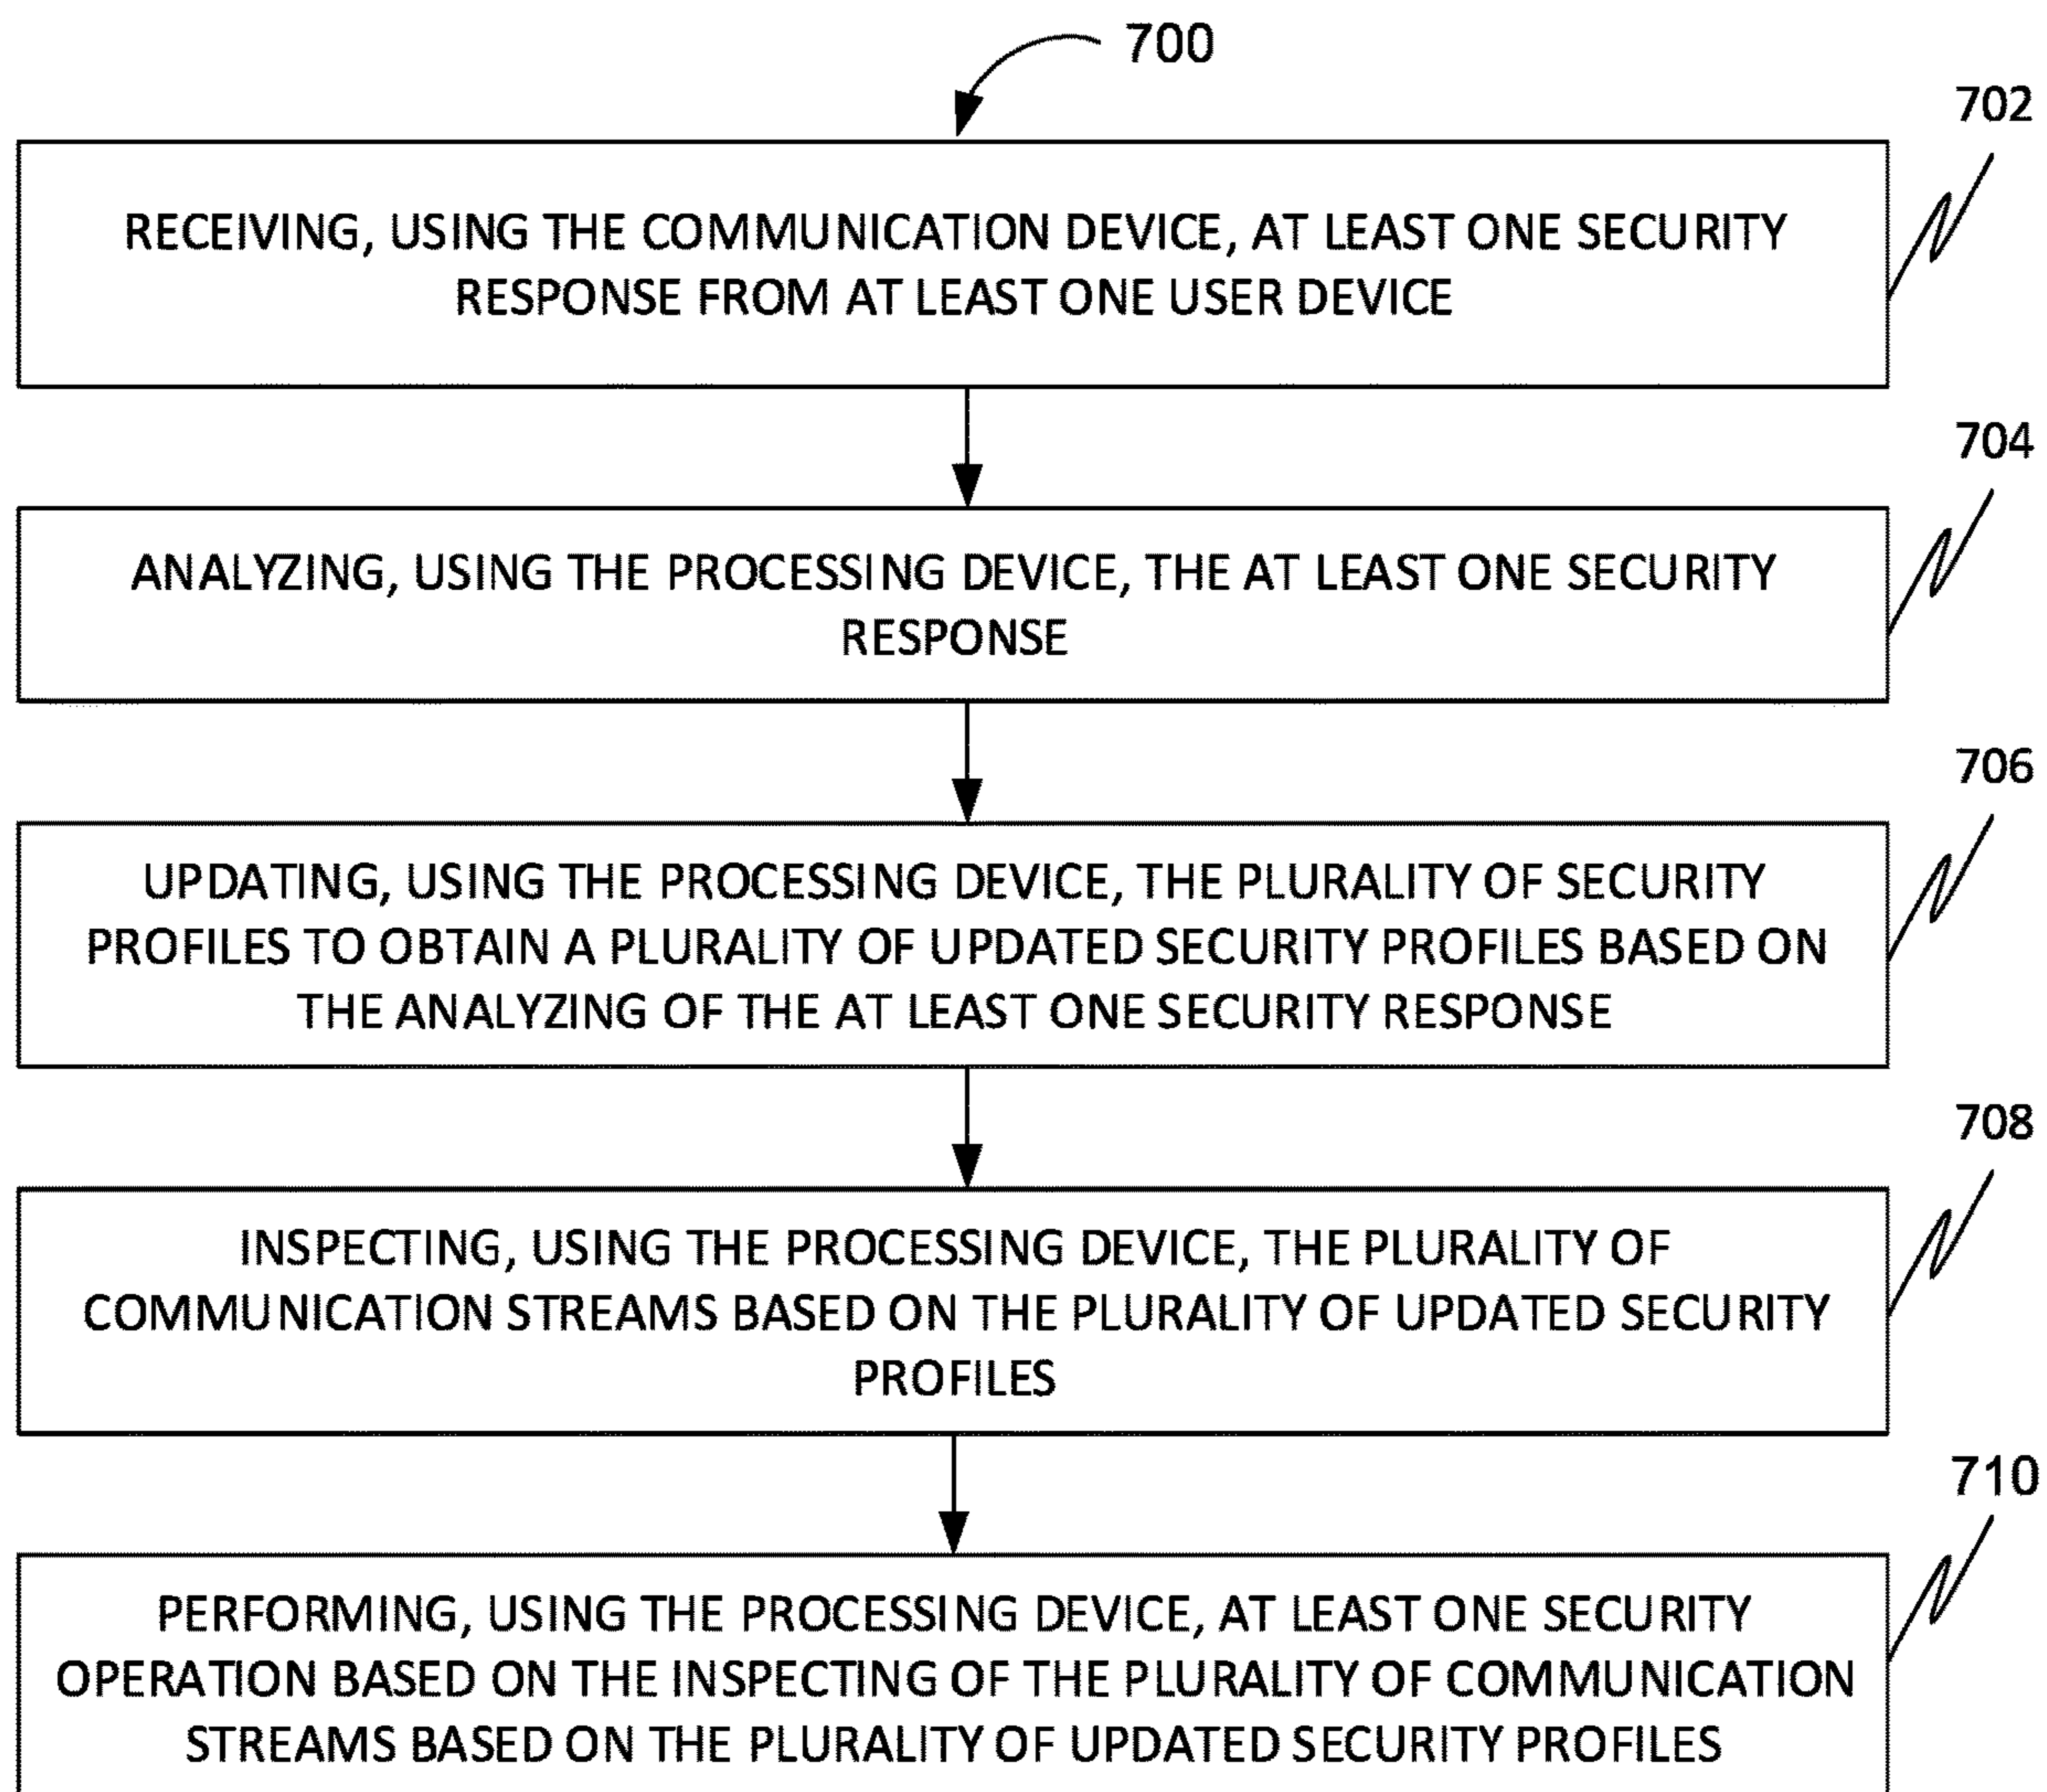 700
702
RECEIVING, USING THE COMMUNICATION DEVICE, AT LEAST ONE SECURITY
RESPONSE FROM AT LEAST ONE USER DEVICE
704
ANALYZING, USING THE PROCESSING DEVICE, THE AT LEAST ONE SECURITY
RESPONSE
706
UPDATING, USING THE PROCESSING DEVICE, THE PLURALITY OF SECURITY
PROFILES TO OBTAIN A PLURALITY OF UPDATED SECURITY PROFILES BASED ON
THE ANALYZING OF THE AT LEAST ONE SECURITY RESPONSE
708
INSPECTING, USING THE PROCESSING DEVICE, THE PLURALITY OF
COMMUNICATION STREAMS BASED ON THE PLURALITY OF UPDATED SECURITY
PROFILES
710
PERFORMING, USING THE PROCESSING DEVICE, AT LEAST ONE SECURITY
OPERATION BASED ON THE INSPECTING OF THE PLURALITY OF COMMUNICATION
STREAMS BASED ON THE PLURALITY OF UPDATED SECURITY PROFILES